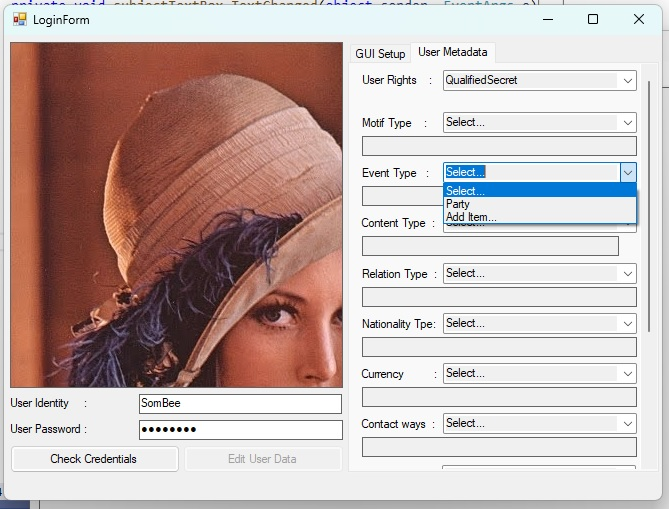 private void subjectTextBox_TextChanged(object sender, EventArgs e)
LoginForm
GUI Setup
User Metadata
User Rights :
QualifiedSecret
Motif Type :
Select...
Event Type :
Select...
Select...
Party
Add Item...
Content Type :
Select...
Relation Type :
Select...
Nationality Tpe:
Select...
Currency :
Select...
Contact ways :
Select...
User Identity :
SomBee
User Password :
●●●●●●●●
Check Credentials
Edit User Data